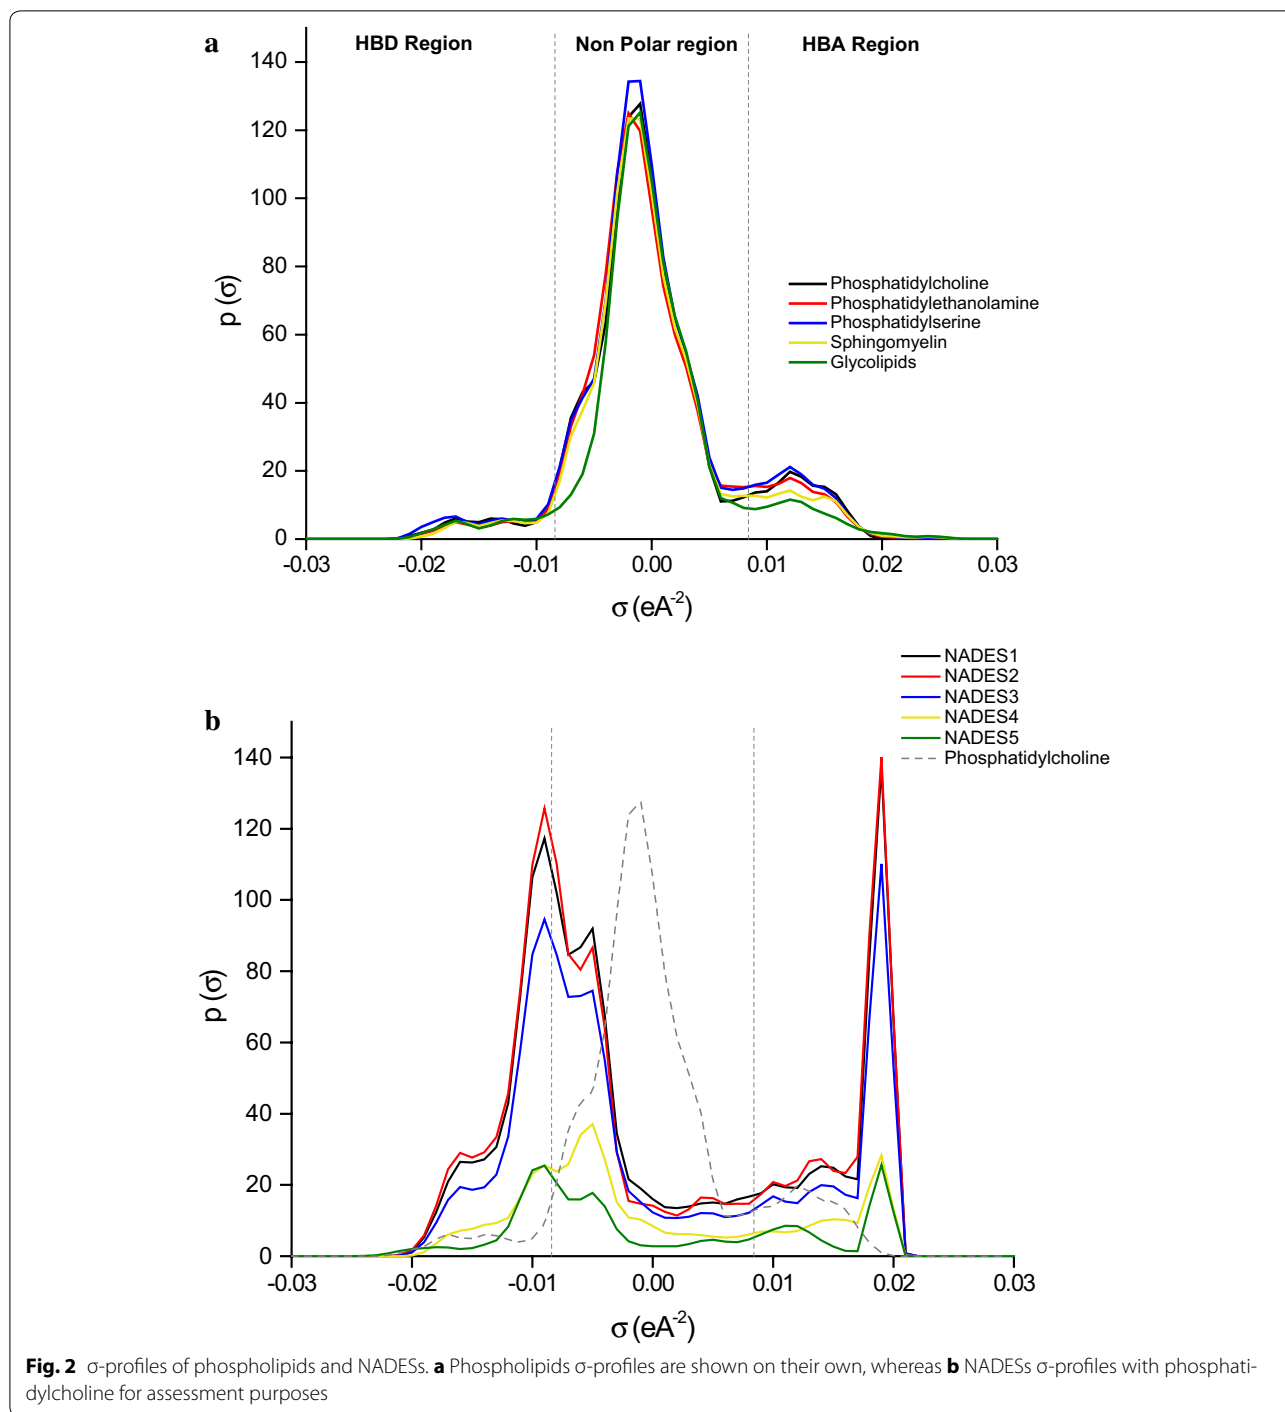 a
HBD Region
Non Polar region
HBA Region
140
120
100
80
60
40
20
0
p (σ)
Phosphatidylcholine
Phosphatidylethanolamine
Phosphatidylserine
Sphingomyelin
Glycolipids
-0.03 -0.02 -0.01 0.00 0.01 0.02 0.03
σ (eA⁻²)
NADES1
NADES2
NADES3
NADES4
NADES5
Phosphatidylcholine
b
140
120
100
80
60
40
20
0
p (σ)
-0.03 -0.02 -0.01 0.00 0.01 0.02 0.03
σ (eA⁻²)
Fig. 2 σ-profiles of phospholipids and NADESs. a Phospholipids σ-profiles are shown on their own, whereas b NADESs σ-profiles with phosphati-
dylcholine for assessment purposes